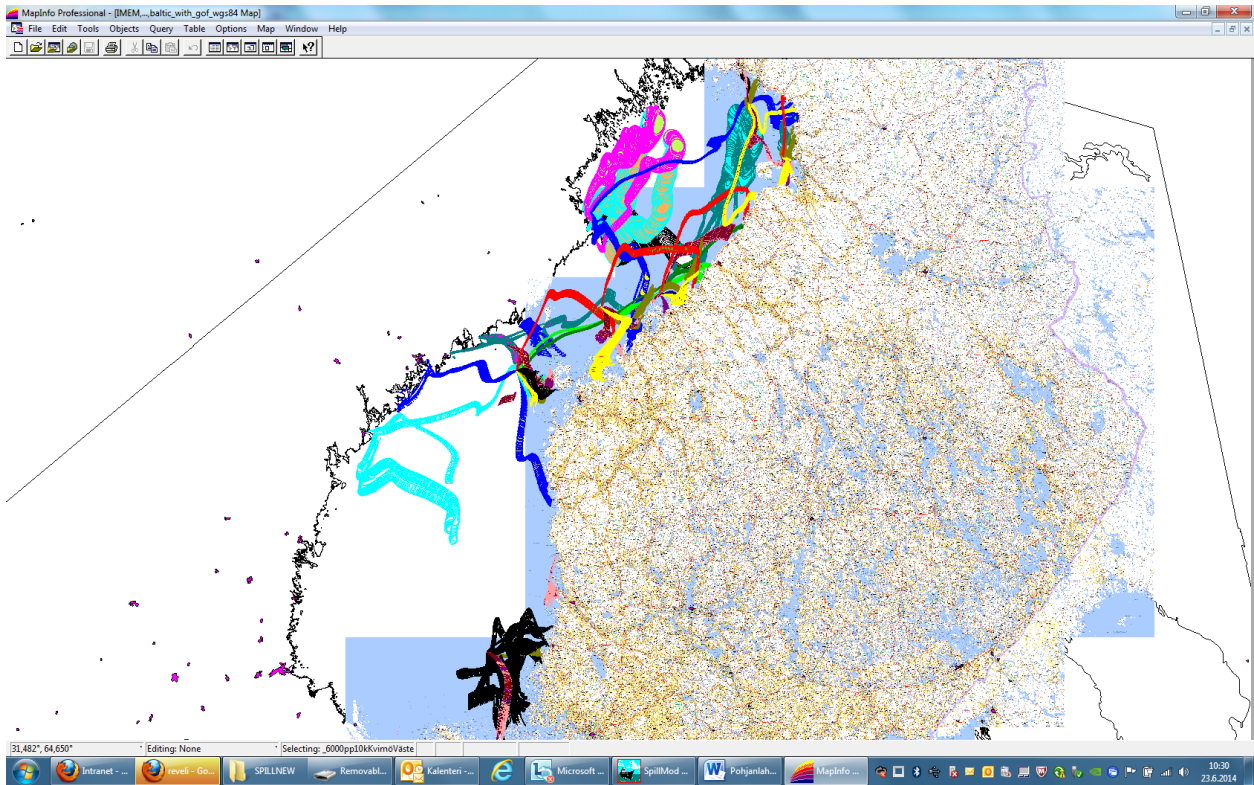 MapInfo Professional - [IMEM,...,baltic_with_gof_wgs84 Map]
File Edit Tools Objects Query Table Options Map Window Help
31,482°, 64,650° Editing: None Selecting: _6000pp10kKvimöVäste
Intranet - ... reveli - Go... SPILLNEW Removabl... Kalenteri -... Microsoft ... SpillMod ... Pohjanlah... MapInfo ... 10:30
23.6.2014